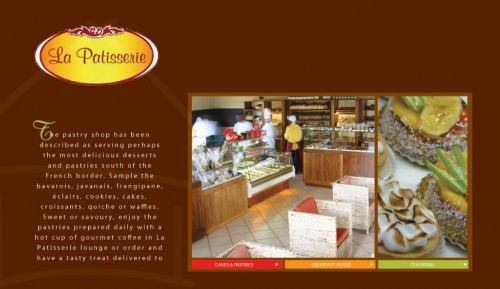 La Patisserie
The pastry shop has been
described as serving perhaps
the most delicious desserts
and pastries south of the
French border. Sample the
bavarois, javanais, frangipane,
éclairs, cookies, cakes,
croissants, quiche or waffles.
Sweet or savoury, enjoy the
pastries prepared daily with a
hot cup of gourmet coffee in La
Patisserie lounge or order and
have a tasty treat delivered to
CAKES & PASTRIES
BREAKFAST IN BED
OUR MENU